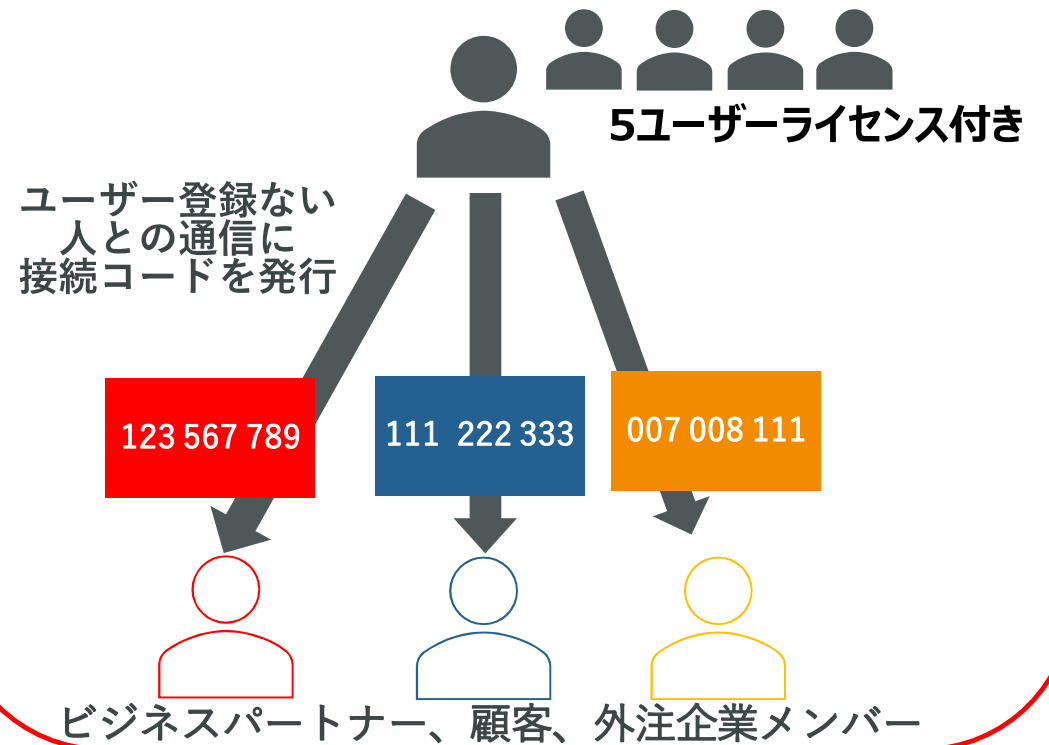 5ユーザーライセンス付き
ユーザー登録ない
人との通信に
接続コードを発行
123 567 789
111 222 333
007 008 111
ビジネスパートナー、顧客、外注企業メンバー